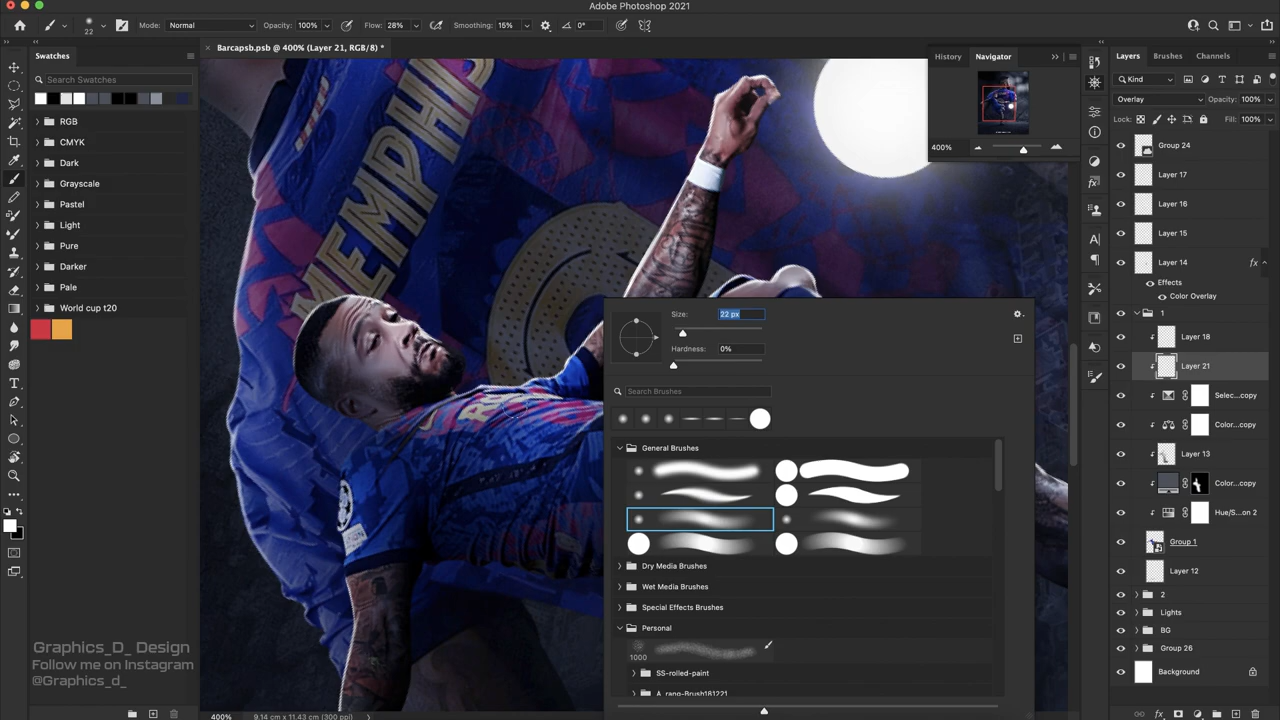 Adobe Photoshop 2021
22
Mode: Normal
Opacity: 100%
Flow: 28%
Smoothing: 15%
0°
Barcapsb.psb @ 400% (Layer 21, RGB/8) *
Swatches
Search Swatches
RGB
CMYK
Dark
Grayscale
Pastel
Light
Pure
Darker
Pale
World cup t20
Graphics_D_ Design
Follow me on Instagram
@Graphics_d_
MEMPHIS
History
Navigator
400%
Size:
22 px
Hardness:
0%
Search Brushes
General Brushes
Dry Media Brushes
Wet Media Brushes
Special Effects Brushes
Personal
1000
SS-rolled-paint
A_rang-Brush181221
400%
9.14 cm x 11.43 cm (300 ppi)
Layers
Brushes
Channels
Kind
Overlay
Opacity: 100%
Lock:
Fill: 100%
Group 24
Layer 17
Layer 16
Layer 15
Layer 14
fx
Effects
Color Overlay
1
Layer 18
Layer 21
Selec...copy
Color...copy
Layer 13
Color...copy
Hue/S...on 2
Group 1
Layer 12
2
Lights
BG
Group 26
Background